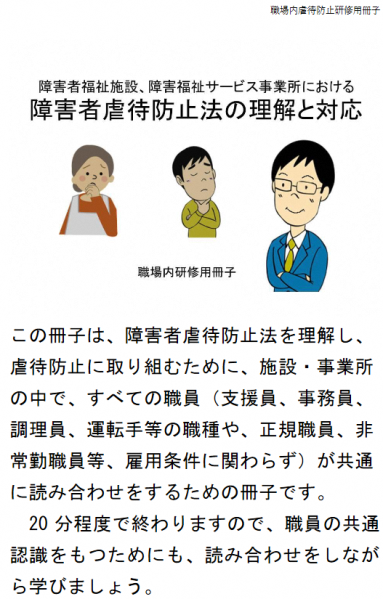 職場内虐待防止研修用冊子
障害者福祉施設、障害福祉サービス事業所における
障害者虐待防止法の理解と対応
職場内研修用冊子
この冊子は、障害者虐待防止法を理解し、
虐待防止に取り組むために、施設・事業所
の中で、すべての職員（支援員、事務員、
調理員、運転手等の職種や、正規職員、非
常勤職員等、雇用条件に関わらず）が共通
に読み合わせをするための冊子です。
　20 分程度で終わりますので、職員の共通
認識をもつためにも、読み合わせをしなが
ら学びましょう。